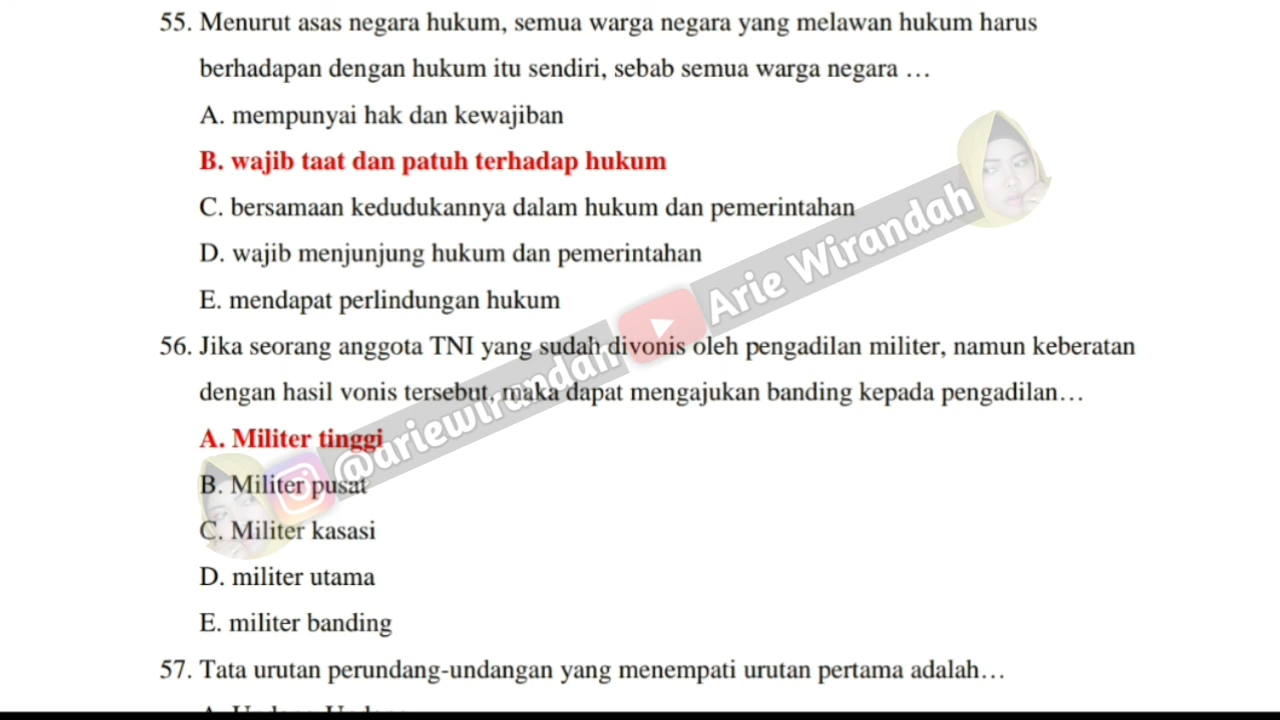 55. Menurut asas negara hukum, semua warga negara yang melawan hukum harus
berhadapan dengan hukum itu sendiri, sebab semua warga negara …
A. mempunyai hak dan kewajiban
B. wajib taat dan patuh terhadap hukum
C. bersamaan kedudukannya dalam hukum dan pemerintahan
D. wajib menjunjung hukum dan pemerintahan
E. mendapat perlindungan hukum
56. Jika seorang anggota TNI yang sudah divonis oleh pengadilan militer, namun keberatan
dengan hasil vonis tersebut, maka dapat mengajukan banding kepada pengadilan…
A. Militer tinggi
B. Militer pusat
C. Militer kasasi
D. militer utama
E. militer banding
57. Tata urutan perundang-undangan yang menempati urutan pertama adalah…
@ariewirandah
Arie Wirandah